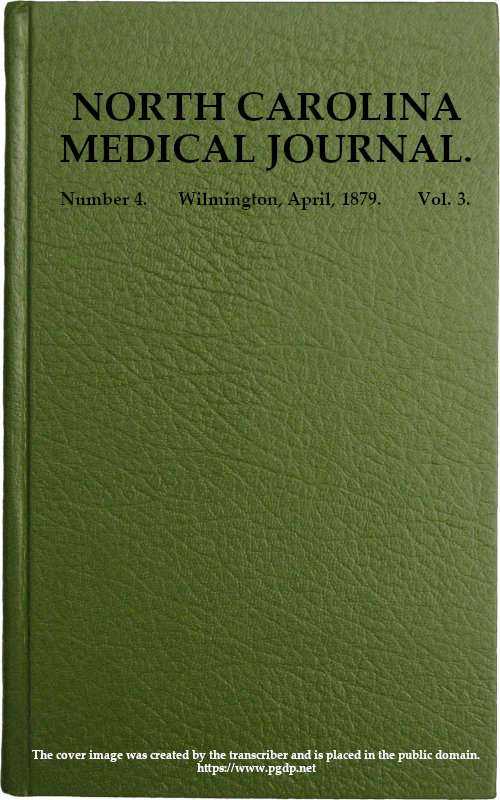 NORTH CAROLINA
MEDICAL JOURNAL.
Number 4. Wilmington, April, 1879. Vol. 3.
The cover image was created by the transcriber and is placed in the public domain.
https://www.pgdp.net